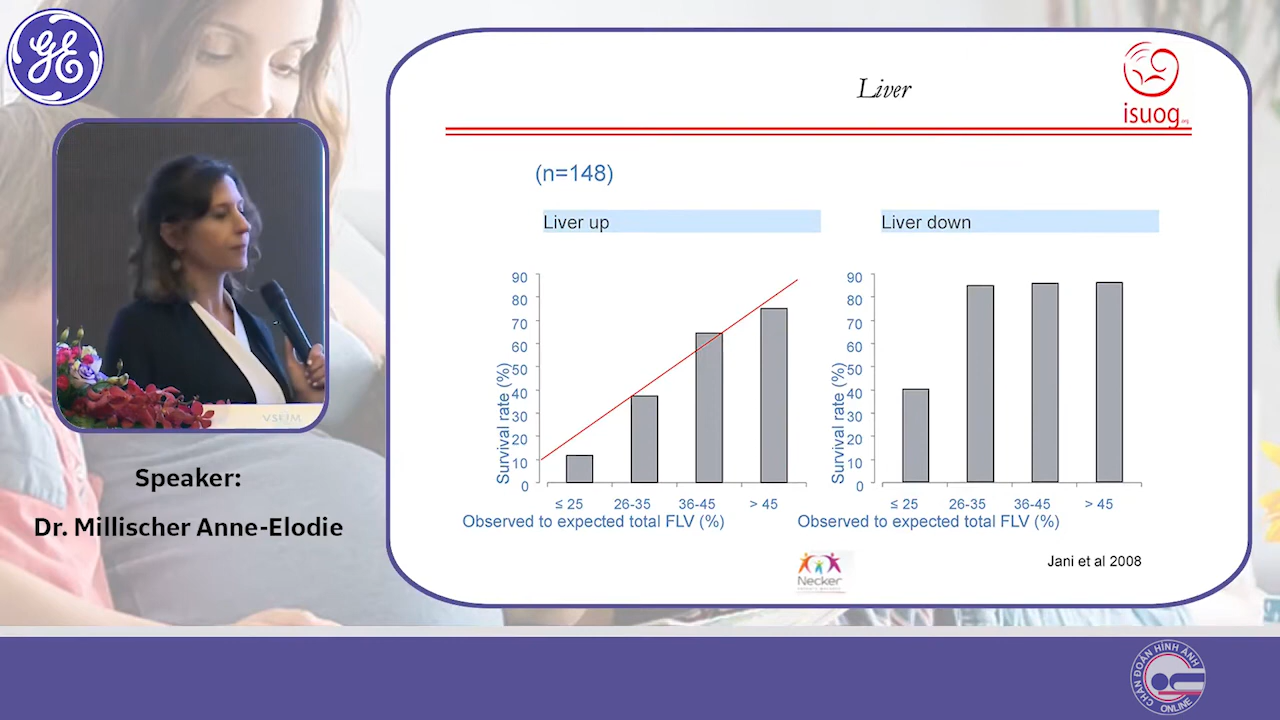 GE
Liver
isuog.org
(n=148)
Liver up
Liver down
90
80
70
60
50
40
30
20
10
0
Survival rate (%)
≤ 25
26-35
36-45
> 45
Observed to expected total FLV (%)
90
80
70
60
50
40
30
20
10
0
Survival rate (%)
≤ 25
26-35
36-45
> 45
Observed to expected total FLV (%)
Jani et al 2008
Necker
Speaker:
Dr. Millischer Anne-Elodie
CHẨN ĐOÁN HÌNH ẢNH
ONLINE